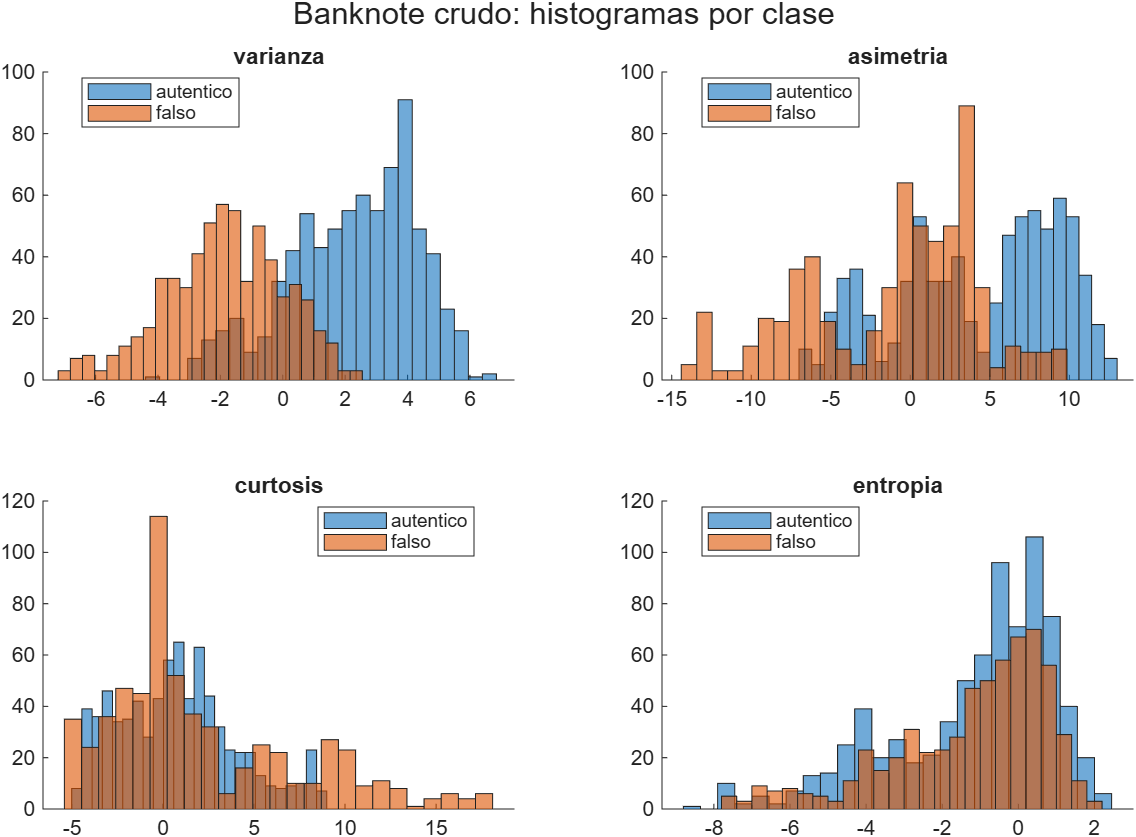 Banknote crudo: histogramas por clase
varianza
100
80
60
40
20
0
autentico
falso
-6 -4 -2 0 2 4 6
asimetria
100
80
60
40
20
0
autentico
falso
-15 -10 -5 0 5 10
curtosis
120
100
80
60
40
20
0
autentico
falso
-5 0 5 10 15
entropia
120
100
80
60
40
20
0
autentico
falso
-8 -6 -4 -2 0 2